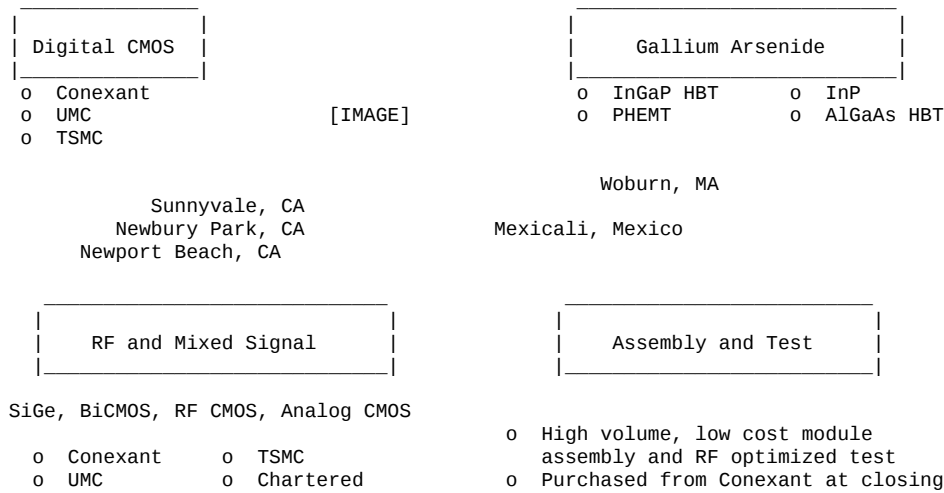 Digital CMOS Gallium Arsenide
o Conexant o InGaP HBT o InP
o UMC [IMAGE] o PHEMT o AlGaAs HBT
o TSMC
Woburn, MA
Sunnyvale, CA
Newbury Park, CA Mexicali, Mexico
Newport Beach, CA
RF and Mixed Signal Assembly and Test
SiGe, BiCMOS, RF CMOS, Analog CMOS
o High volume, low cost module
o Conexant o TSMC assembly and RF optimized test
o UMC o Chartered o Purchased from Conexant at closing